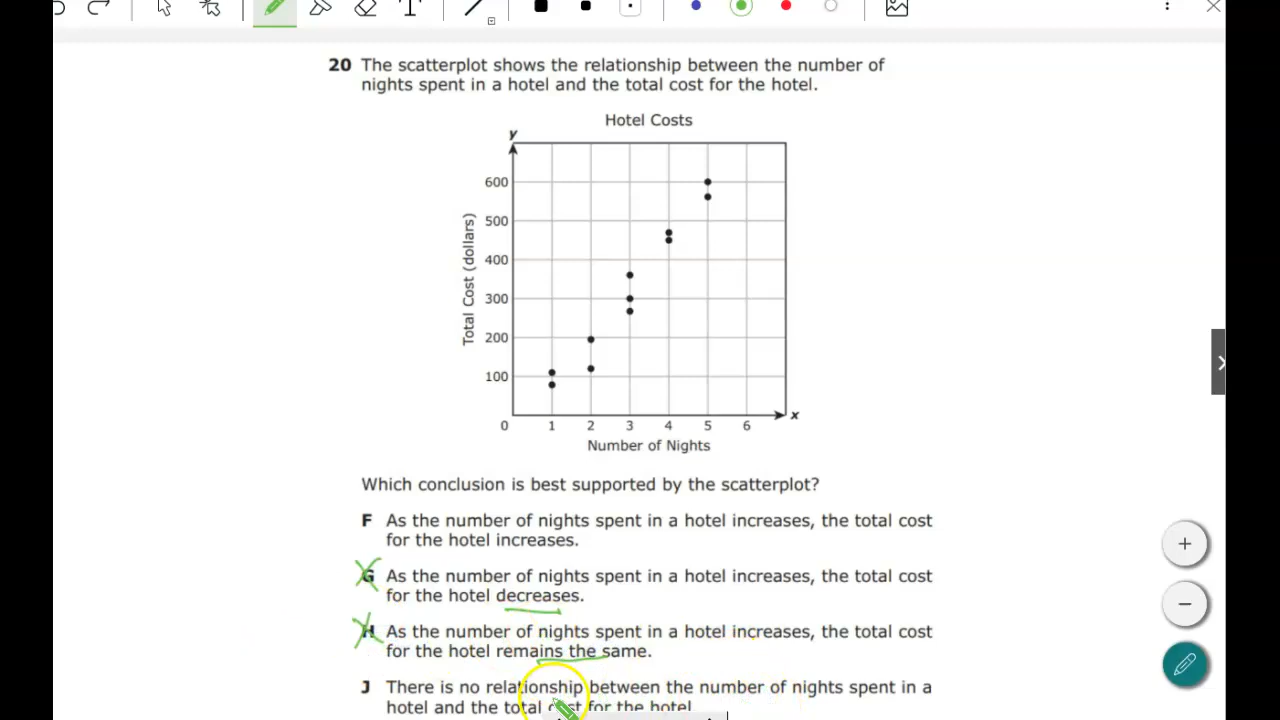 20 The scatterplot shows the relationship between the number of
nights spent in a hotel and the total cost for the hotel.
Hotel Costs
y
600
500
400
300
200
100
Total Cost (dollars)
0 1 2 3 4 5 6 x
Number of Nights
Which conclusion is best supported by the scatterplot?
F As the number of nights spent in a hotel increases, the total cost
for the hotel increases.
G As the number of nights spent in a hotel increases, the total cost
for the hotel decreases.
H As the number of nights spent in a hotel increases, the total cost
for the hotel remains the same.
J There is no relationship between the number of nights spent in a
hotel and the total cost for the hotel.